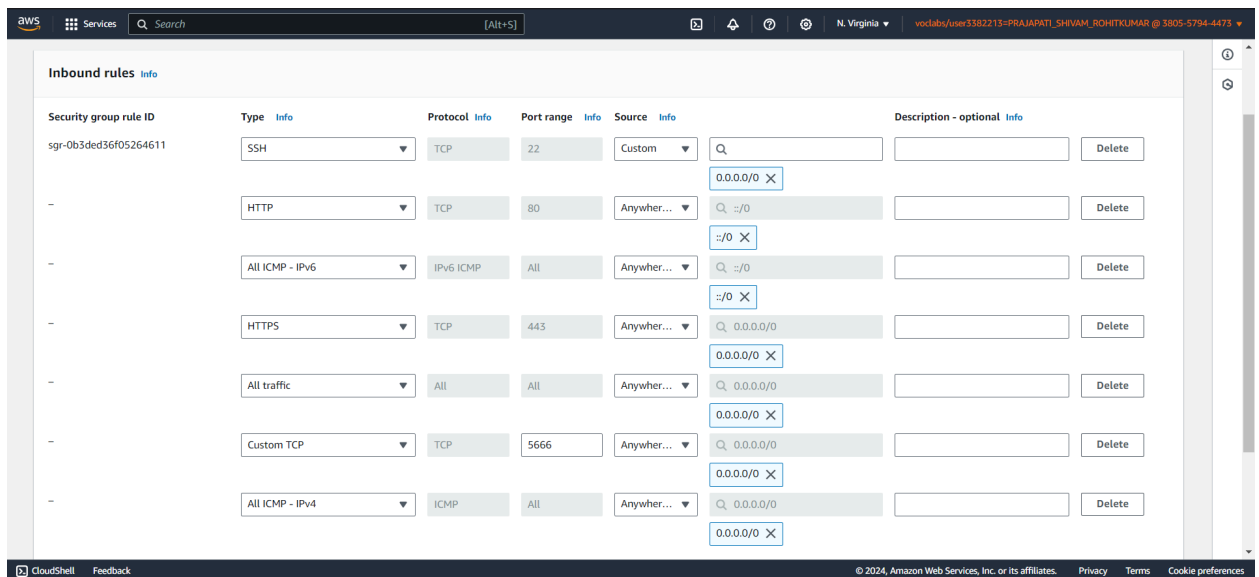 aws Services Search [Alt+S] N. Virginia voclabs/user3382213=PRAJAPATI_SHIVAM_ROHITKUMAR @ 3805-5794-4473
Inbound rules Info
Security group rule ID Type Info Protocol Info Port range Info Source Info Description - optional Info
sgr-0b3ded36f05264611 SSH TCP 22 Custom Delete
0.0.0.0/0
– HTTP TCP 80 Anywher... ::/0 Delete
::/0
– All ICMP - IPv6 IPv6 ICMP All Anywher... ::/0 Delete
::/0
– HTTPS TCP 443 Anywher... 0.0.0.0/0 Delete
0.0.0.0/0
– All traffic All All Anywher... 0.0.0.0/0 Delete
0.0.0.0/0
– Custom TCP TCP 5666 Anywher... 0.0.0.0/0 Delete
0.0.0.0/0
– All ICMP - IPv4 ICMP All Anywher... 0.0.0.0/0 Delete
0.0.0.0/0
CloudShell Feedback © 2024, Amazon Web Services, Inc. or its affiliates. Privacy Terms Cookie preferences